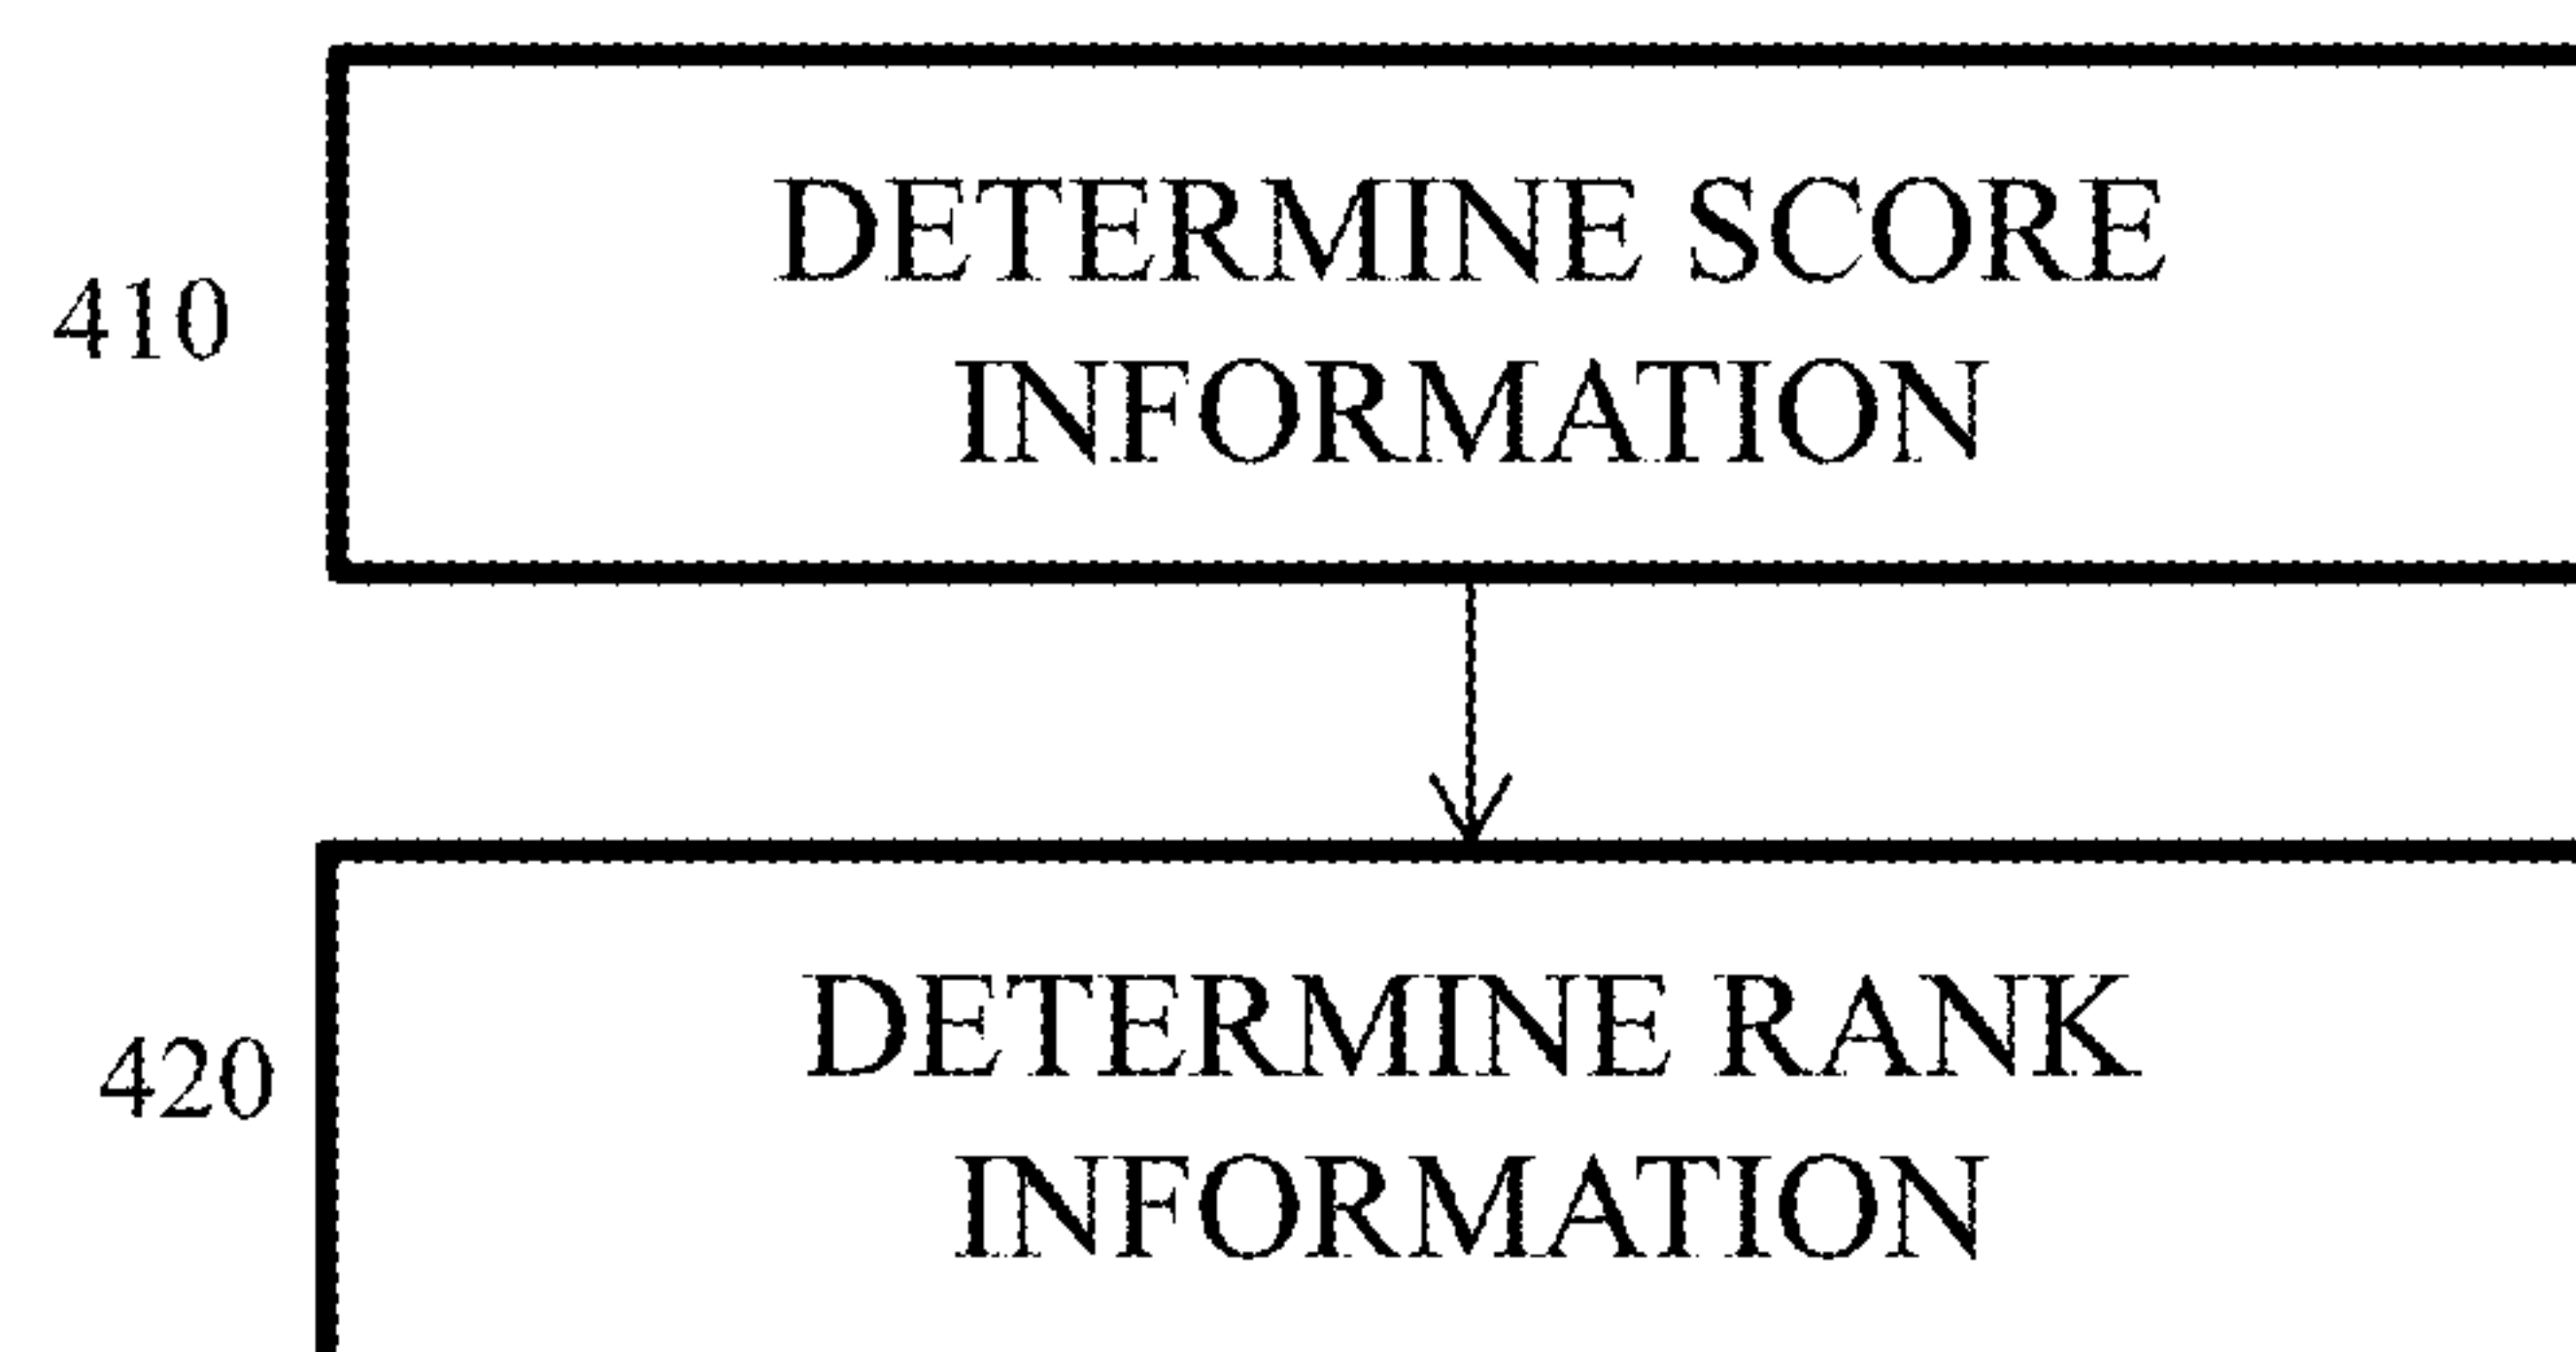 DETERMINE SCORE
INFORMATION
410
DETERMINE RANK
INFORMATION
420